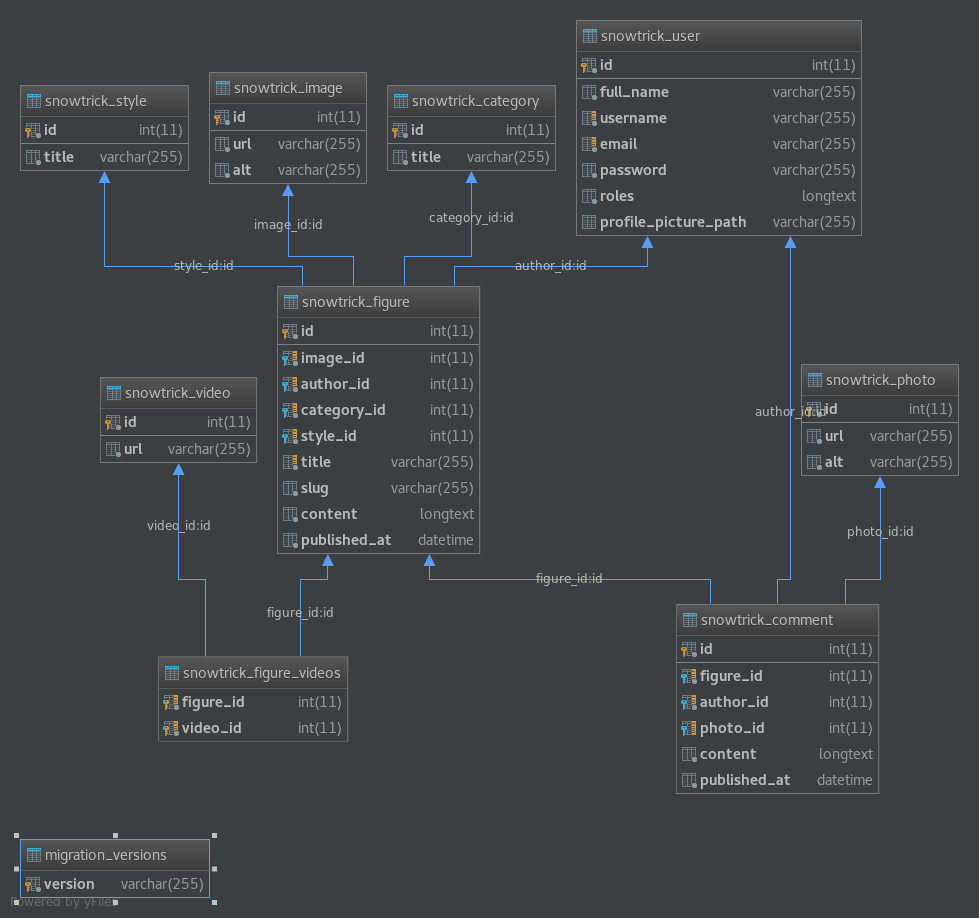 snowtrick_user
id int(11)
full_name varchar(255)
username varchar(255)
email varchar(255)
password varchar(255)
roles longtext
profile_picture_path varchar(255)
snowtrick_style
id int(11)
title varchar(255)
snowtrick_image
id int(11)
url varchar(255)
alt varchar(255)
snowtrick_category
id int(11)
title varchar(255)
style_id:id
image_id:id
category_id:id
author_id:id
snowtrick_figure
id int(11)
image_id int(11)
author_id int(11)
category_id int(11)
style_id int(11)
title varchar(255)
slug varchar(255)
content longtext
published_at datetime
snowtrick_video
id int(11)
url varchar(255)
snowtrick_photo
id int(11)
url varchar(255)
alt varchar(255)
author_id:id
video_id:id
figure_id:id
figure_id:id
photo_id:id
snowtrick_figure_videos
figure_id int(11)
video_id int(11)
snowtrick_comment
id int(11)
figure_id int(11)
author_id int(11)
photo_id int(11)
content longtext
published_at datetime
migration_versions
version varchar(255)
Powered by yFiles